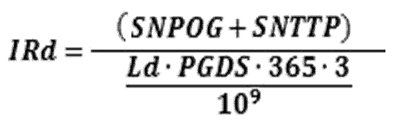 IRd = (SNPOG + SNTTP) / ((Ld · PGDS · 365 · 3) / 10⁹)